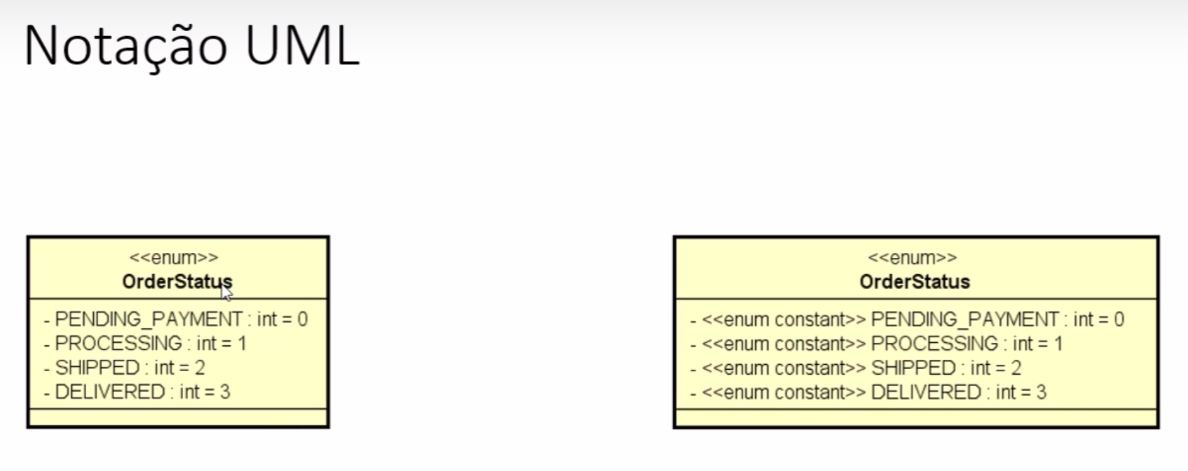 Notação UML
<<enum>>
OrderStatus
- PENDING_PAYMENT : int = 0
- PROCESSING : int = 1
- SHIPPED : int = 2
- DELIVERED : int = 3
<<enum>>
OrderStatus
- <<enum constant>> PENDING_PAYMENT : int = 0
- <<enum constant>> PROCESSING : int = 1
- <<enum constant>> SHIPPED : int = 2
- <<enum constant>> DELIVERED : int = 3